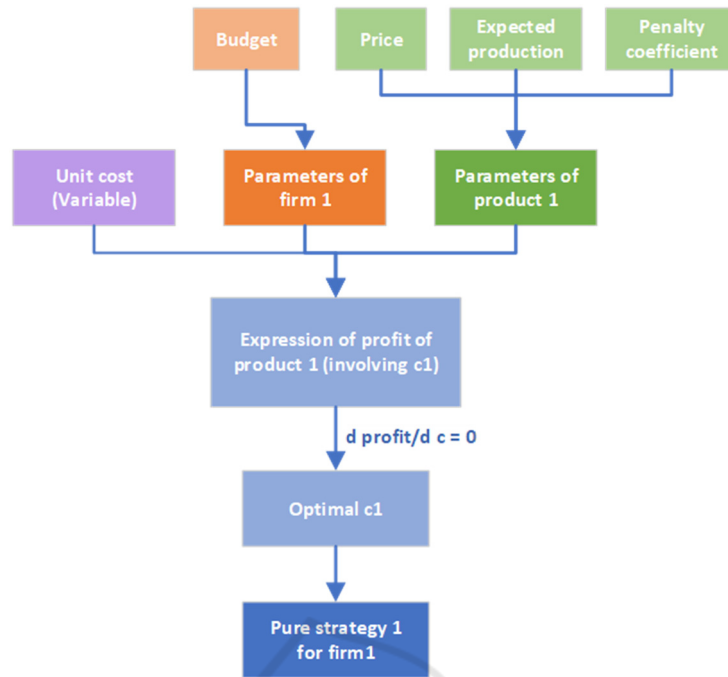 Budget
Price
Expected
production
Penalty
coefficient
Unit cost
(Variable)
Parameters of
firm 1
Parameters of
product 1
Expression of profit of
product 1 (involving c1)
d profit/d c = 0
Optimal c1
Pure strategy 1
for firm1